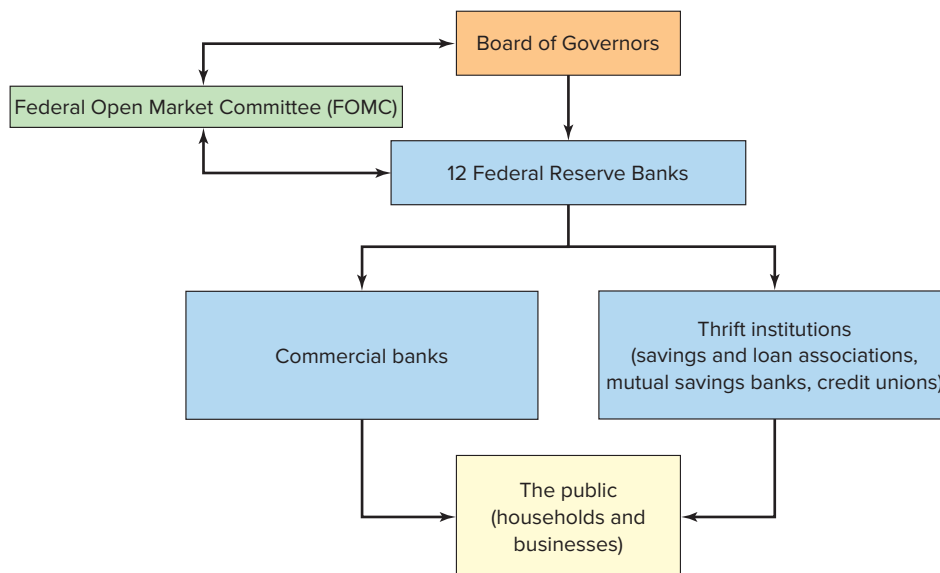 Board of Governors
Federal Open Market Committee (FOMC)
12 Federal Reserve Banks
Commercial banks
Thrift institutions
(savings and loan associations,
mutual savings banks, credit unions)
The public
(households and
businesses)